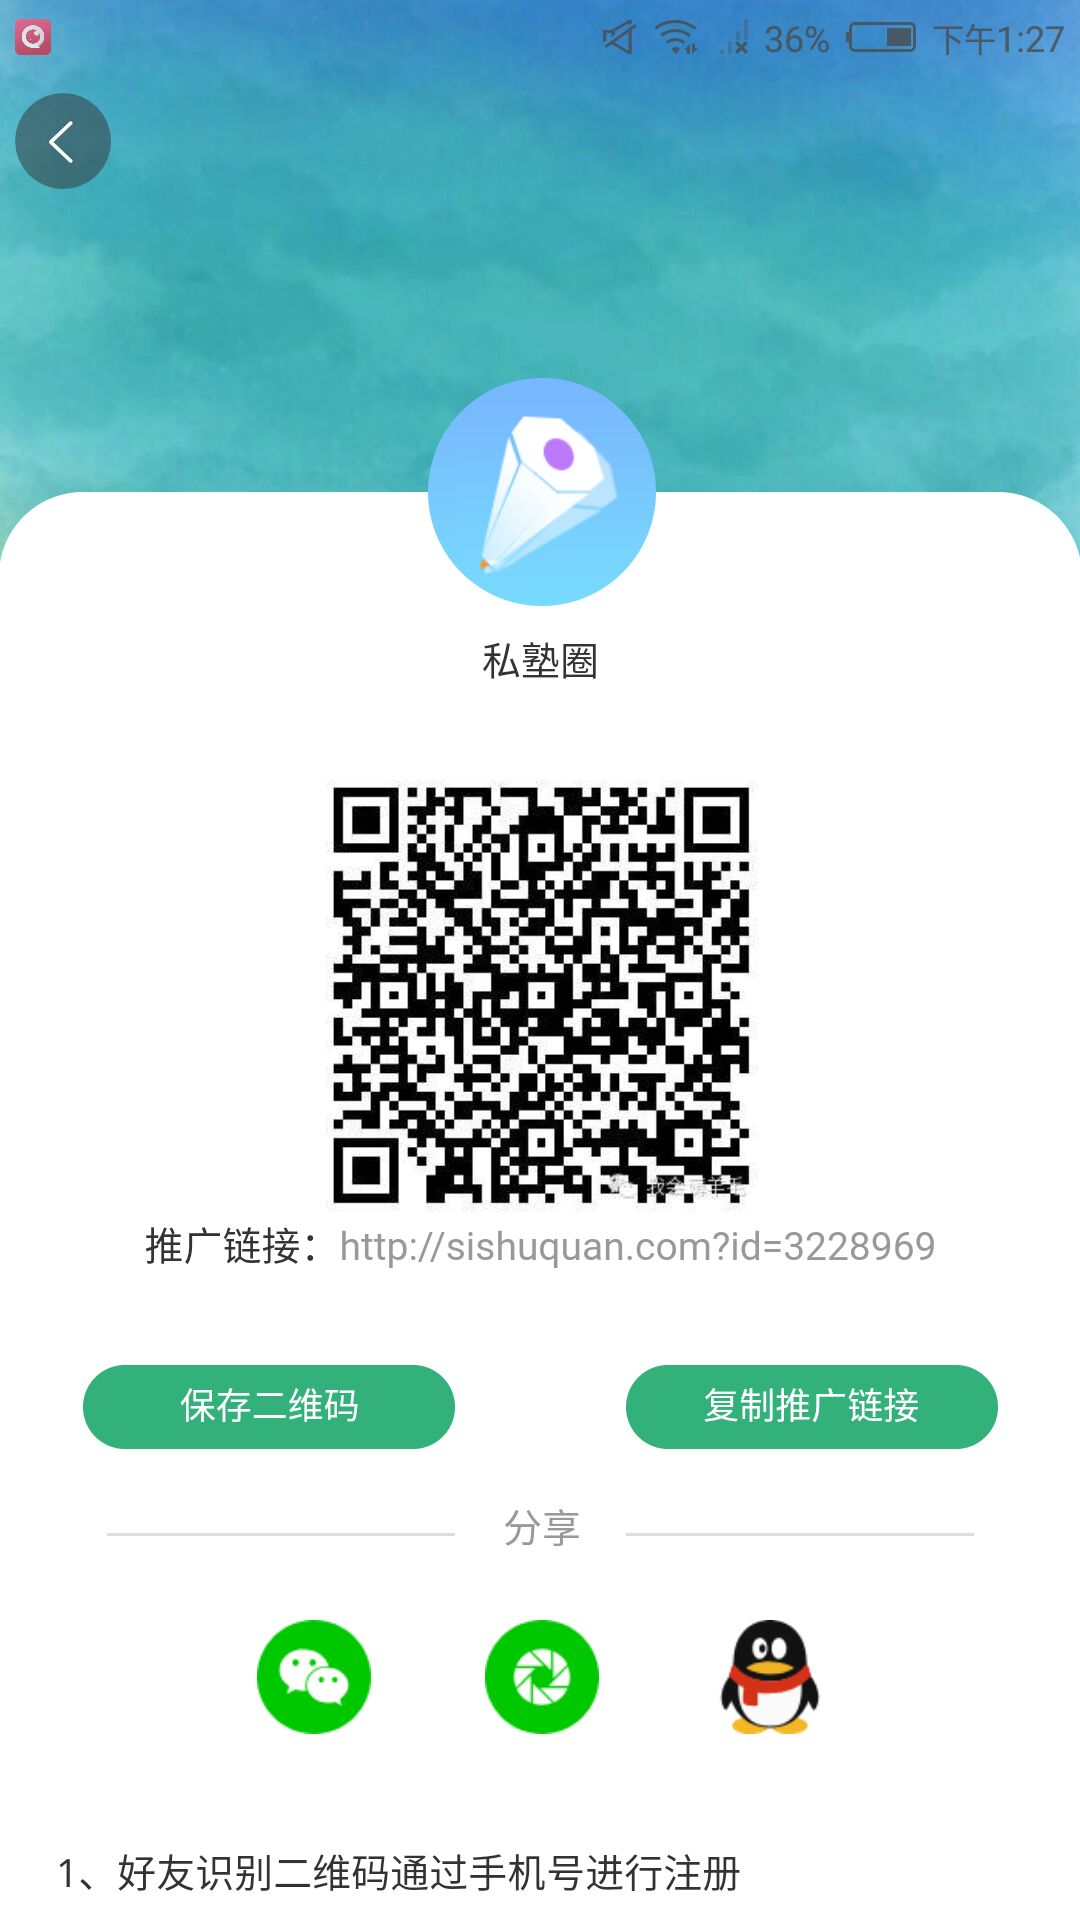 36% 下午1:27
私塾圈
推广链接：http://sishuquan.com?id=3228969
保存二维码 复制推广链接
分享
1、好友识别二维码通过手机号进行注册